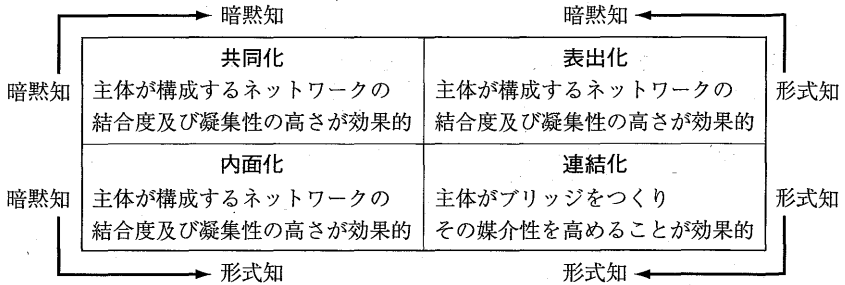 暗黙知 暗黙知
共同化 表出化
暗黙知 主体が構成するネットワークの 主体が構成するネットワークの 形式知
結合度及び凝集性の高さが効果的 結合度及び凝集性の高さが効果的
内面化 連結化
暗黙知 主体が構成するネットワークの 主体がブリッジをつくり 形式知
結合度及び凝集性の高さが効果的 その媒介性を高めることが効果的
形式知 形式知